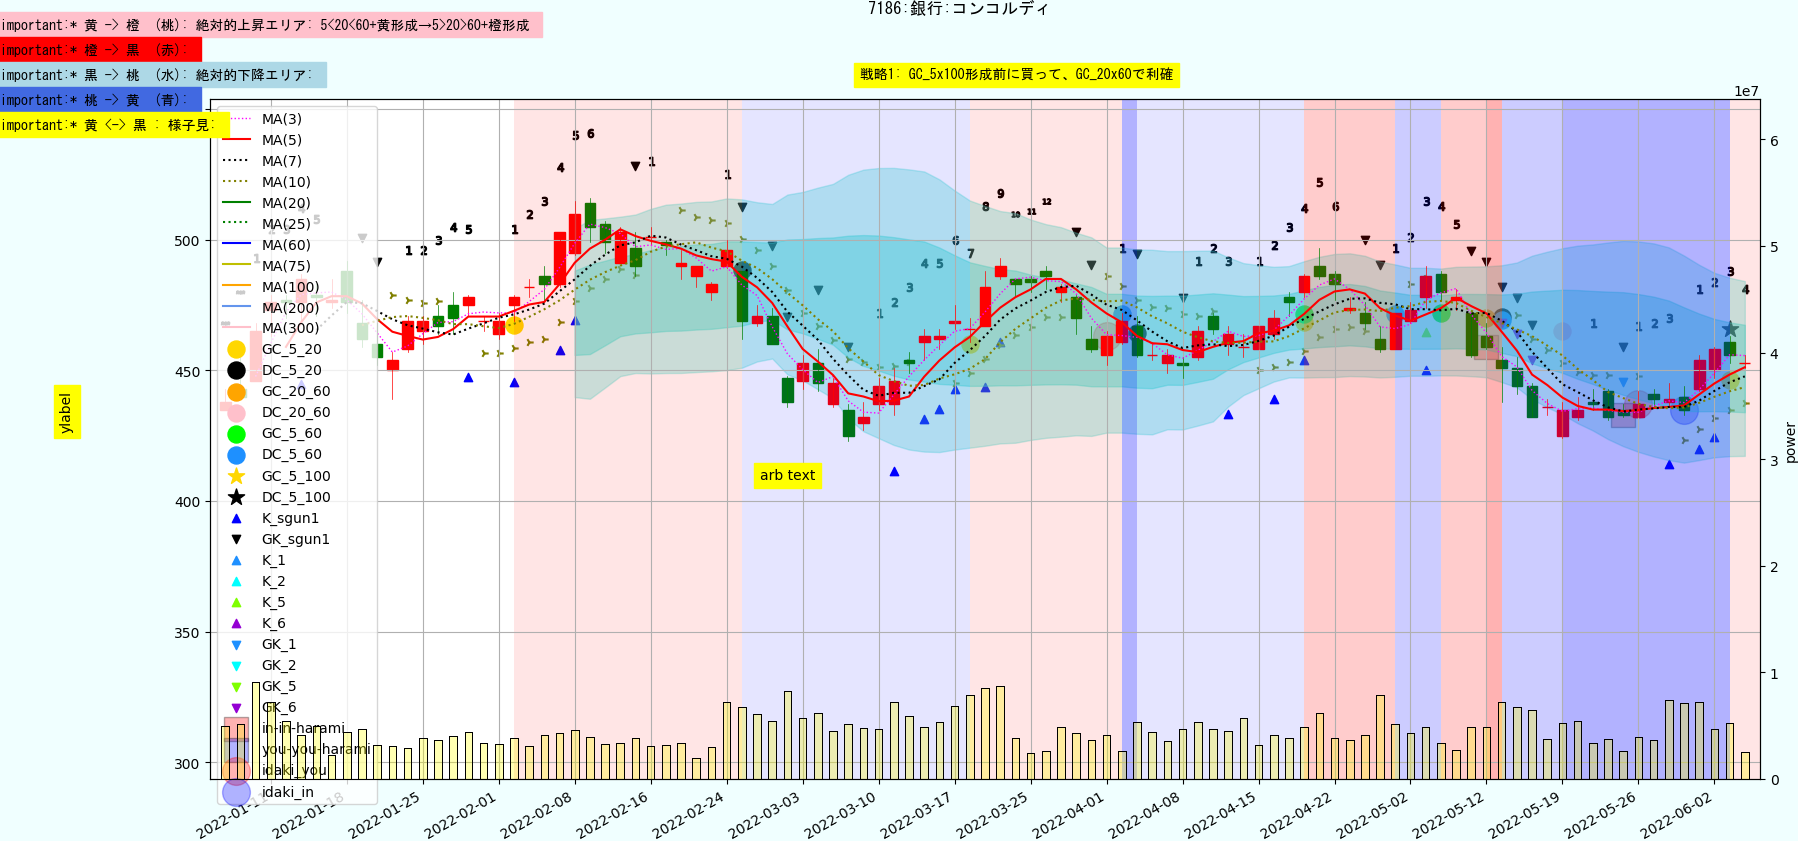 7186:銀行:コンコルディ
important:* 黄 -> 橙 （桃）: 絶対的上昇エリア: 5<20<60+黄形成→5>20>60+橙形成
important:* 橙 -> 黒 （赤）:
important:* 黒 -> 桃 （水）: 絶対的下降エリア:
戦略1: GC_5x100形成前に買って、GC_20x60で利確
important:* 桃 -> 黄 （青）:
important:* 黄 <-> 黒 : 様子見:
1e7
MA(3)
MA(5)
MA(7)
MA(10)
MA(20)
MA(25)
MA(60)
MA(75)
MA(100)
MA(200)
MA(300)
GC_5_20
DC_5_20
GC_20_60
DC_20_60
GC_5_60
DC_5_60
GC_5_100
DC_5_100
K_sgun1
GK_sgun1
K_1
K_2
K_5
K_6
GK_1
GK_2
GK_5
GK_6
in-in-harami
you-you-harami
idaki_you
idaki_in
500
450
400
350
300
ylabel
arb text
6
5
4
3
2
1
0
power
2022-01-11
2022-01-18
2022-01-25
2022-02-01
2022-02-08
2022-02-16
2022-02-24
2022-03-03
2022-03-10
2022-03-17
2022-03-25
2022-04-01
2022-04-08
2022-04-15
2022-04-22
2022-05-02
2022-05-12
2022-05-19
2022-05-26
2022-06-02